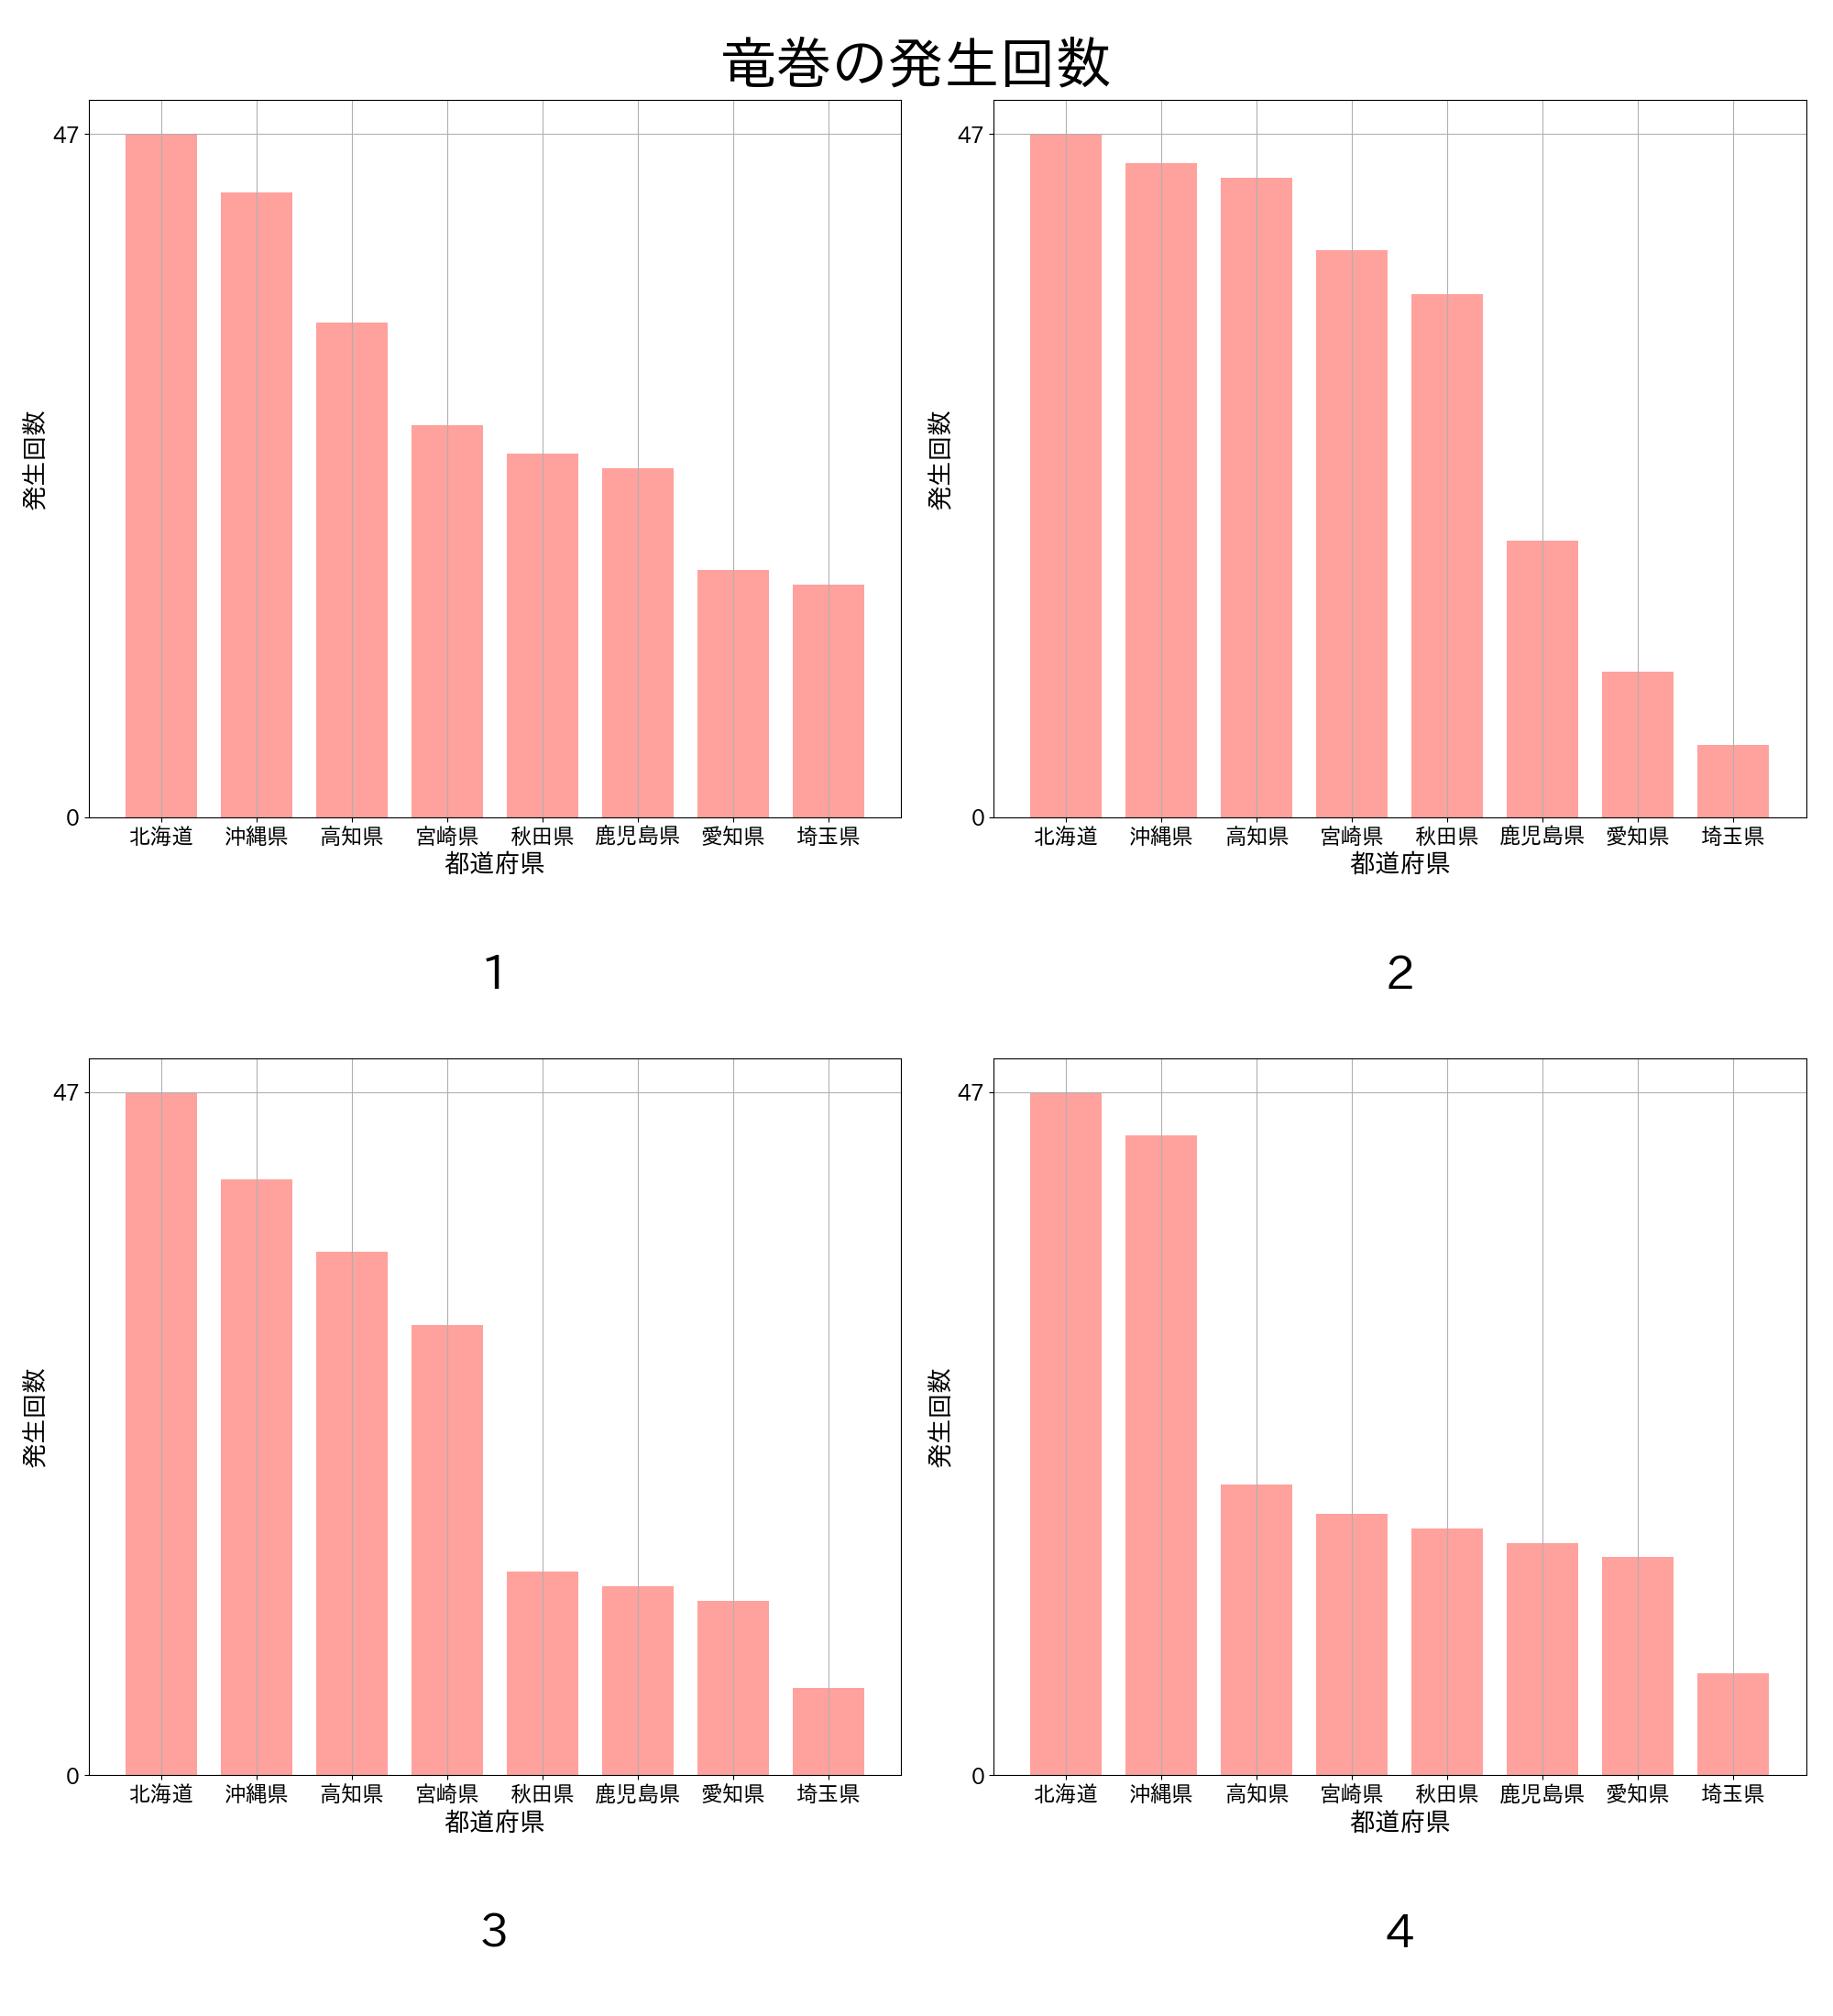 竜巻の発生回数
47
0
発生回数
北海道 沖縄県 高知県 宮崎県 秋田県 鹿児島県 愛知県 埼玉県
都道府県
1
47
0
発生回数
北海道 沖縄県 高知県 宮崎県 秋田県 鹿児島県 愛知県 埼玉県
都道府県
2
47
0
発生回数
北海道 沖縄県 高知県 宮崎県 秋田県 鹿児島県 愛知県 埼玉県
都道府県
3
47
0
発生回数
北海道 沖縄県 高知県 宮崎県 秋田県 鹿児島県 愛知県 埼玉県
都道府県
4